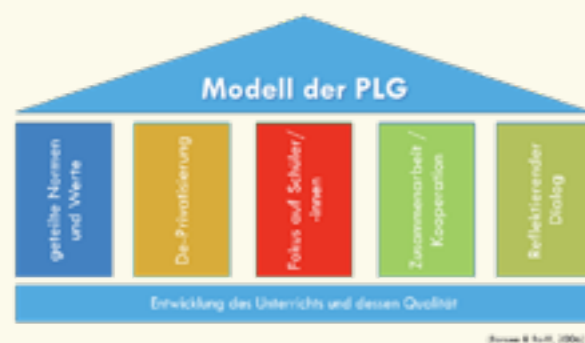 Modell der PLG
geteilte Normen
und Werte
De-Privatisierung
Fokus auf Schüler/
-innen
Zusammenarbeit /
Kooperation
Reflektierender
Dialog
Entwicklung des Unterrichts und dessen Qualität